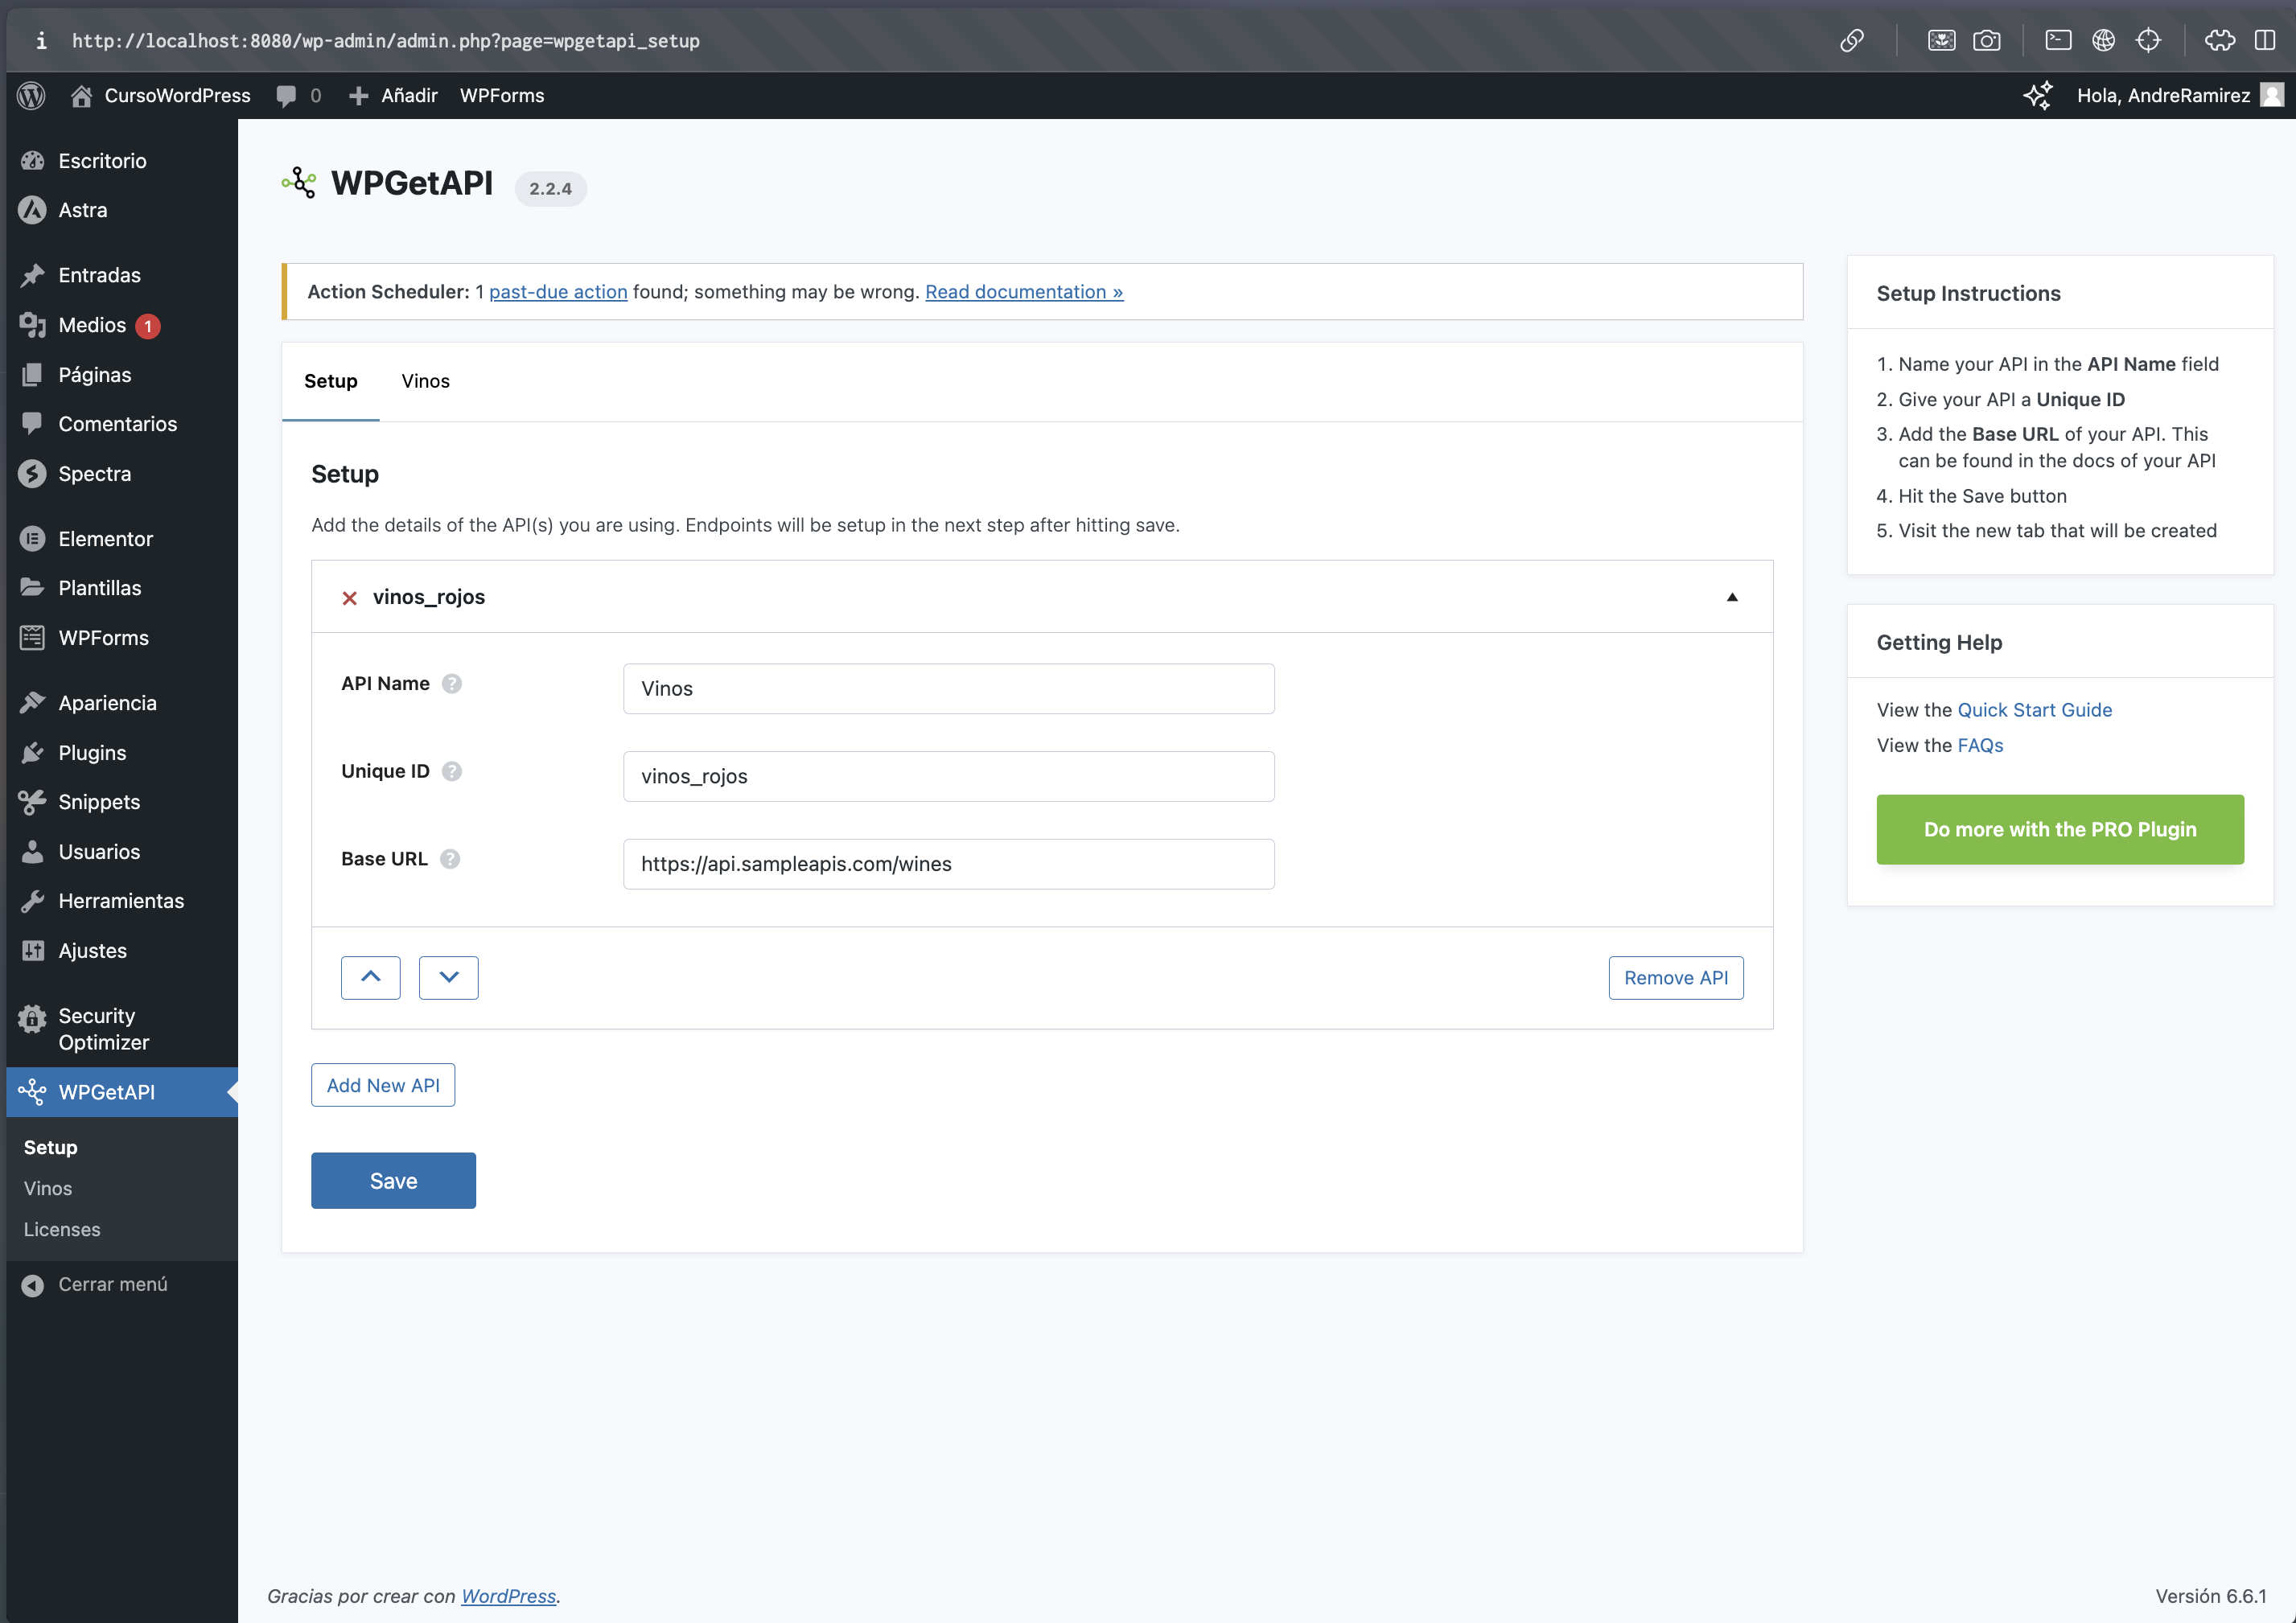 http://localhost:8080/wp-admin/admin.php?page=wpgetapi_setup
CursoWordPress 0 Añadir WPForms Hola, AndreRamirez
Escritorio
Astra
Entradas
Medios 1
Páginas
Comentarios
Spectra
Elementor
Plantillas
WPForms
Apariencia
Plugins
Snippets
Usuarios
Herramientas
Ajustes
Security
Optimizer
WPGetAPI
Setup
Vinos
Licenses
Cerrar menú
WPGetAPI 2.2.4
Action Scheduler: 1 past-due action found; something may be wrong. Read documentation »
Setup Vinos
Setup
Add the details of the API(s) you are using. Endpoints will be setup in the next step after hitting save.
vinos_rojos
API Name ? Vinos
Unique ID ? vinos_rojos
Base URL ? https://api.sampleapis.com/wines
Remove API
Add New API
Save
Setup Instructions
1. Name your API in the API Name field
2. Give your API a Unique ID
3. Add the Base URL of your API. This
can be found in the docs of your API
4. Hit the Save button
5. Visit the new tab that will be created
Getting Help
View the Quick Start Guide
View the FAQs
Do more with the PRO Plugin
Gracias por crear con WordPress.
Versión 6.6.1